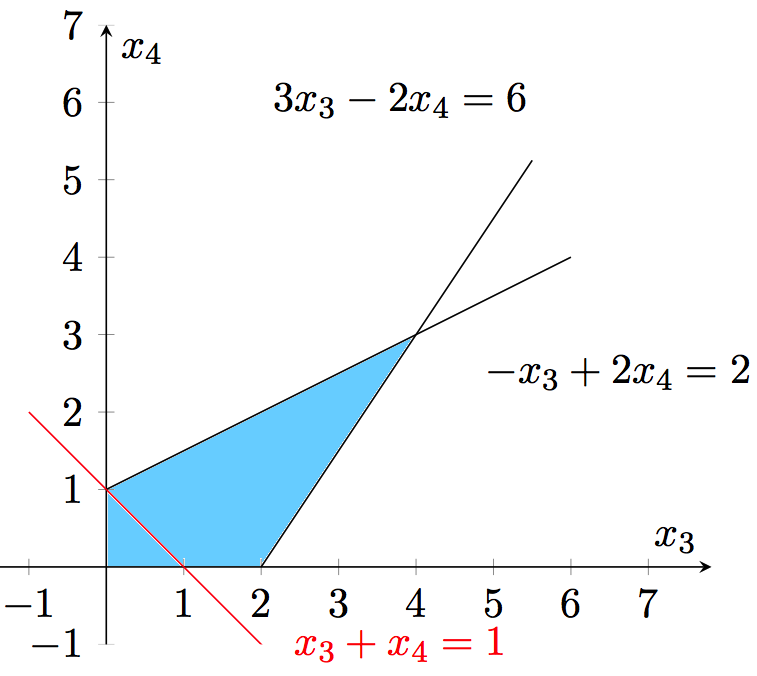 7
x₄
6
3x₃ − 2x₄ = 6
5
4
3
−x₃ + 2x₄ = 2
2
1
x₃
−1 1 2 3 4 5 6 7
−1
x₃ + x₄ = 1